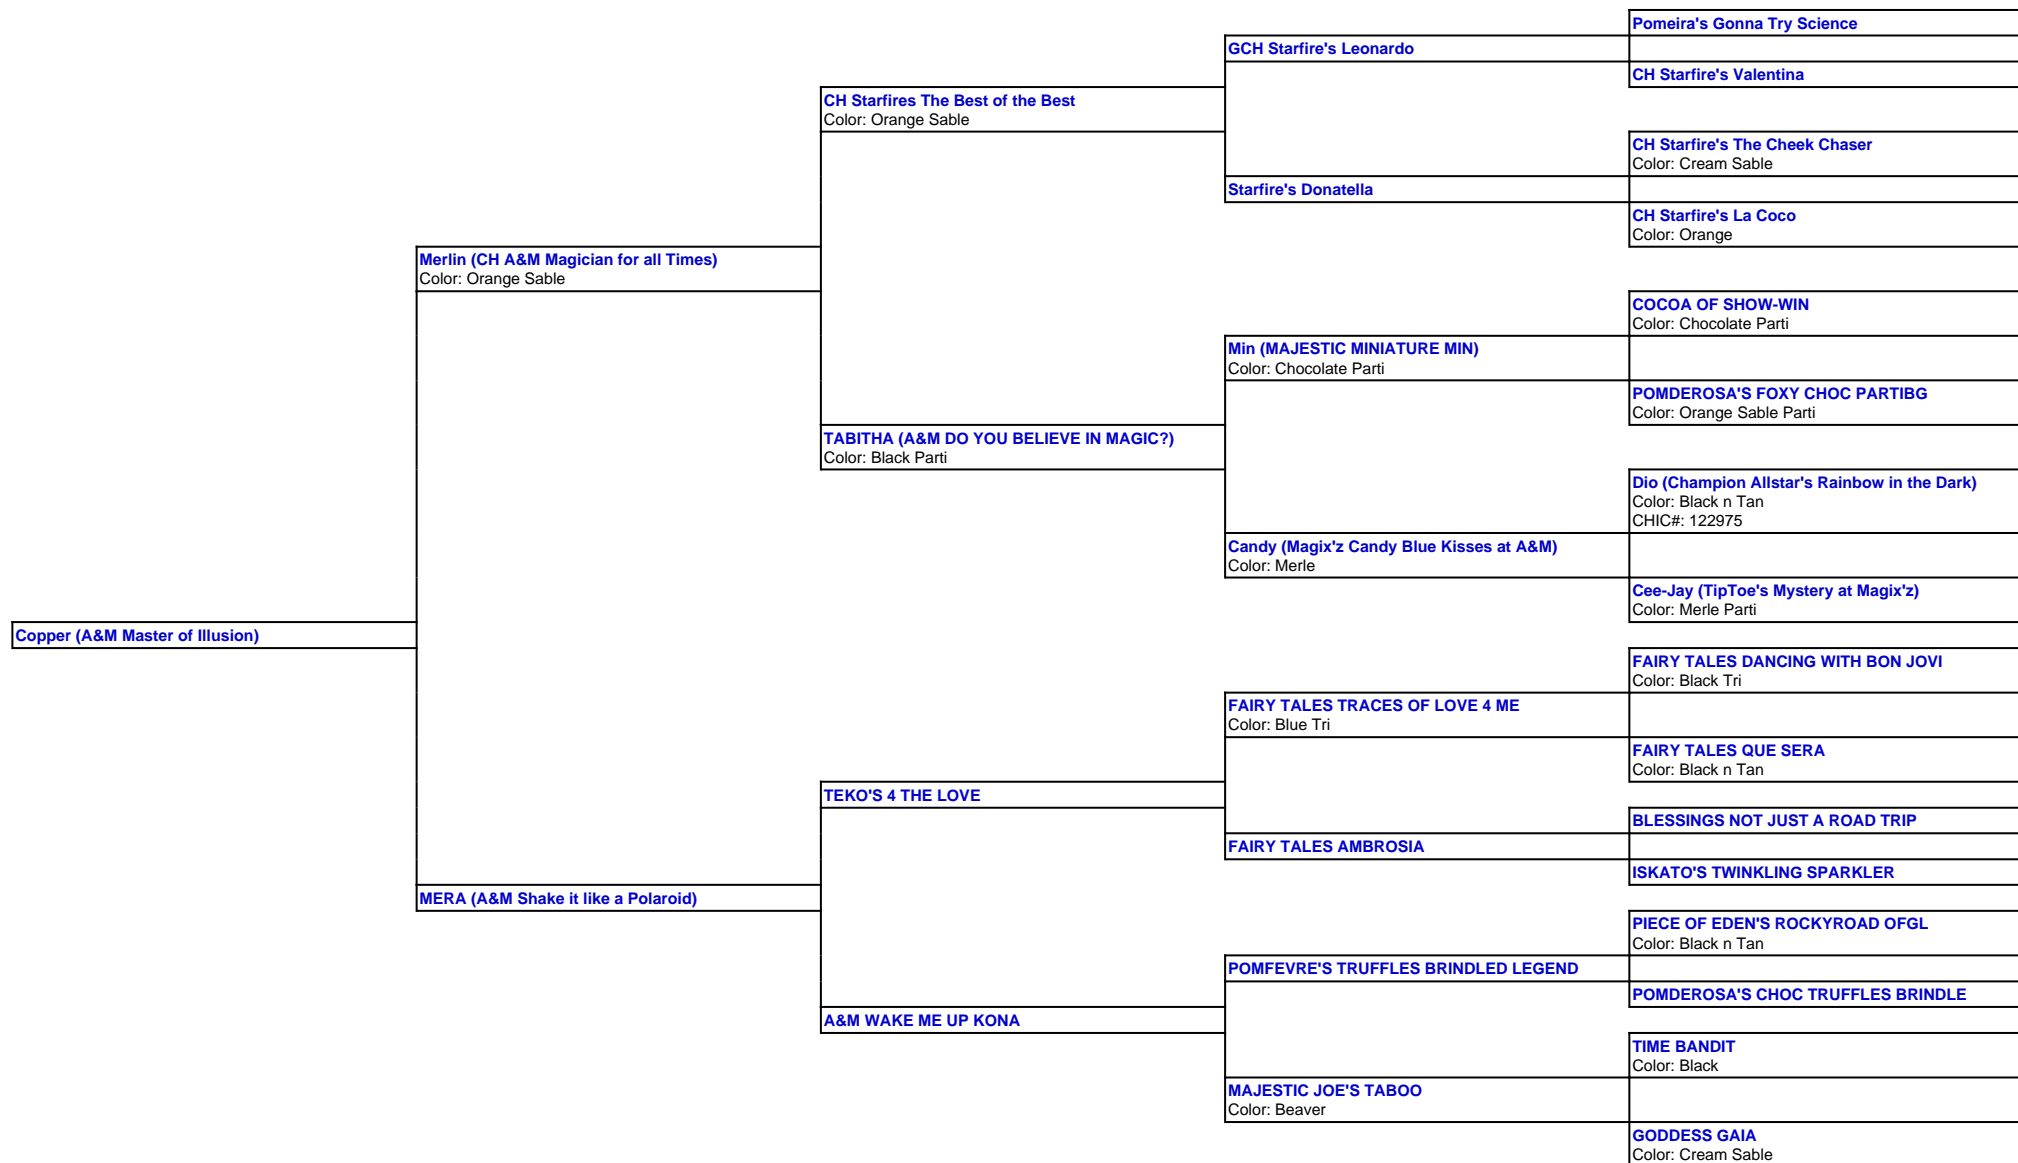 Pomeira's Gonna Try Science
GCH Starfire's Leonardo
CH Starfire's Valentina
CH Starfires The Best of the Best
Color: Orange Sable
CH Starfire's The Cheek Chaser
Color: Cream Sable
Starfire's Donatella
CH Starfire's La Coco
Color: Orange
Merlin (CH A&M Magician for all Times)
Color: Orange Sable
COCOA OF SHOW-WIN
Color: Chocolate Parti
Min (MAJESTIC MINIATURE MIN)
Color: Chocolate Parti
POMDEROSA'S FOXY CHOC PARTIBG
Color: Orange Sable Parti
TABITHA (A&M DO YOU BELIEVE IN MAGIC?)
Color: Black Parti
Dio (Champion Allstar's Rainbow in the Dark)
Color: Black n Tan
CHIC#: 122975
Candy (Magix'z Candy Blue Kisses at A&M)
Color: Merle
Cee-Jay (TipToe's Mystery at Magix'z)
Color: Merle Parti
Copper (A&M Master of Illusion)
FAIRY TALES DANCING WITH BON JOVI
Color: Black Tri
FAIRY TALES TRACES OF LOVE 4 ME
Color: Blue Tri
FAIRY TALES QUE SERA
Color: Black n Tan
TEKO'S 4 THE LOVE
BLESSINGS NOT JUST A ROAD TRIP
FAIRY TALES AMBROSIA
ISKATO'S TWINKLING SPARKLER
MERA (A&M Shake it like a Polaroid)
PIECE OF EDEN'S ROCKYROAD OFGL
Color: Black n Tan
POMFEVRE'S TRUFFLES BRINDLED LEGEND
POMDEROSA'S CHOC TRUFFLES BRINDLE
A&M WAKE ME UP KONA
TIME BANDIT
Color: Black
MAJESTIC JOE'S TABOO
Color: Beaver
GODDESS GAIA
Color: Cream Sable